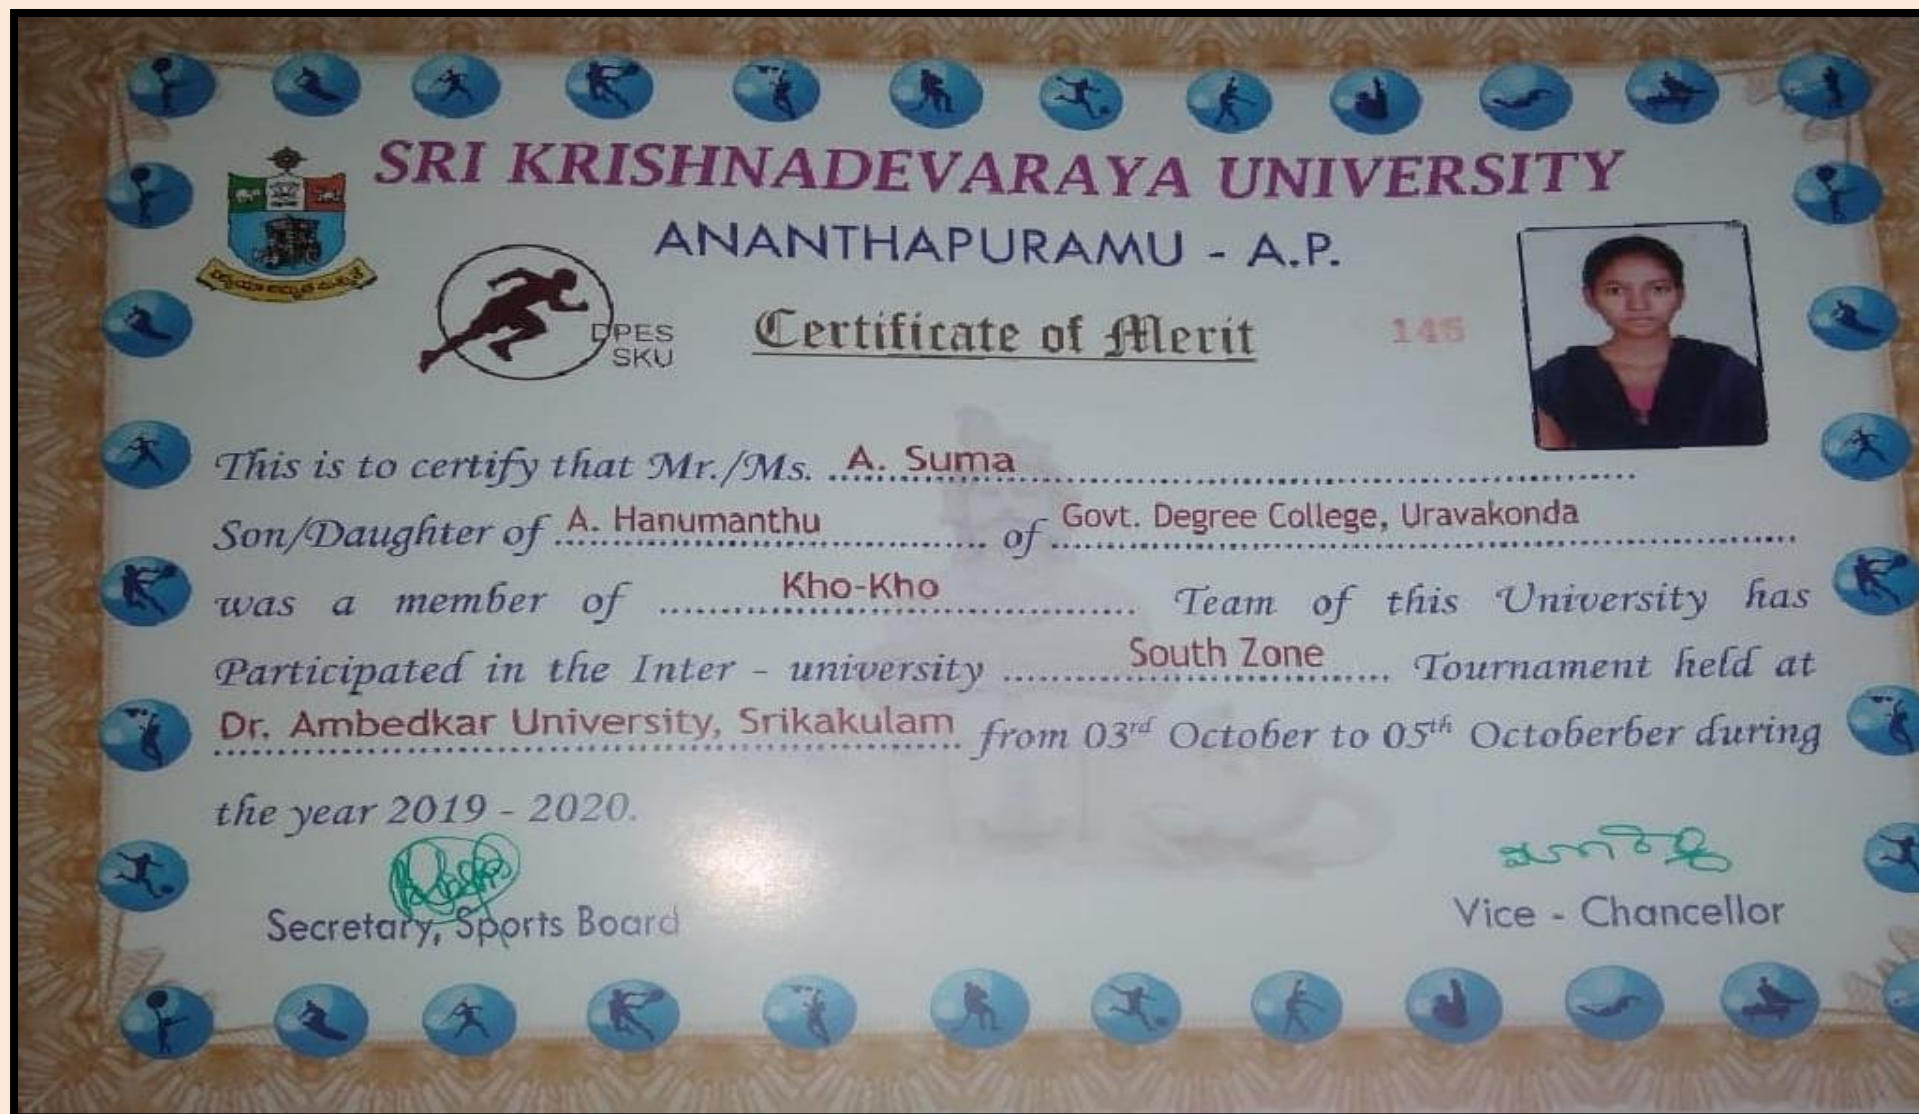 SRI KRISHNADEVARAYA UNIVERSITY
ANANTHAPURAMU - A.P.
DPES
SKU
Certificate of Merit
145
This is to certify that Mr./Ms. A. Suma
Son/Daughter of A. Hanumanthu of Govt. Degree College, Uravakonda
was a member of Kho-Kho Team of this University has
Participated in the Inter - university South Zone Tournament held at
Dr. Ambedkar University, Srikakulam from 03rd October to 05th Octoberber during
the year 2019 - 2020.
Secretary, Sports Board
Vice - Chancellor